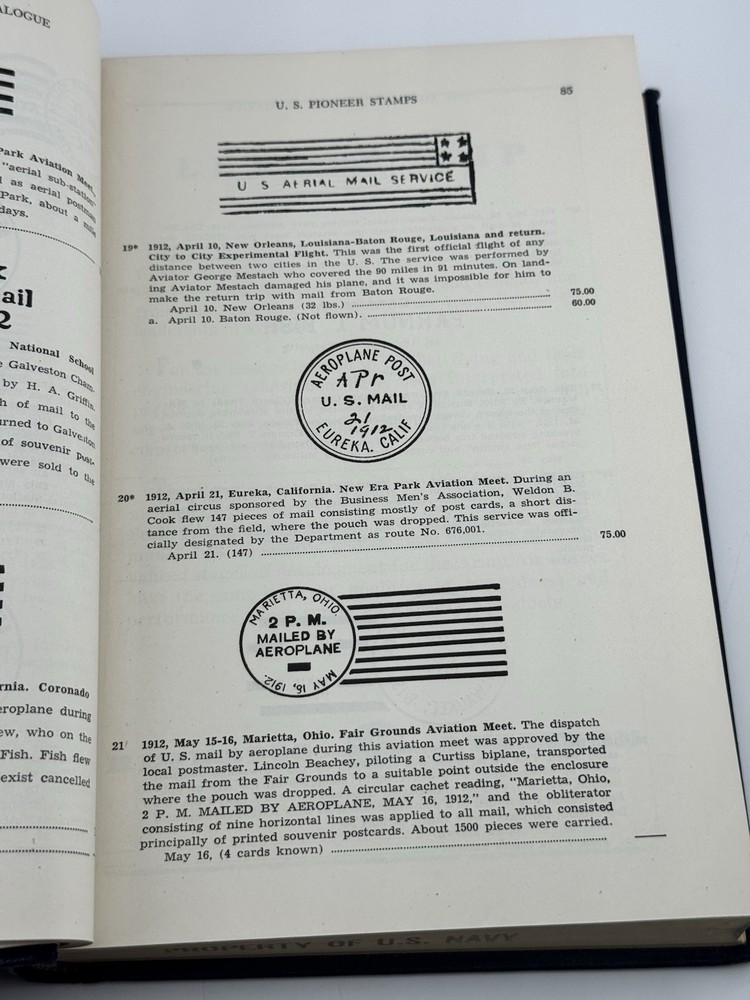 ALOGUE
Park Aviation Meet.
"aerial sub-station"
as aerial postman
Park, about a mile
days.
ail
2
National School
Galveston Cham-
by H. A. Griffin.
h of mail to the
urned to Galveston
of souvenir post-
were sold to the
rnia. Coronado
eroplane during
ew, who on the
Fish. Fish flew
exist cancelled
U. S. PIONEER STAMPS
85
U S AERIAL MAIL SERVICE
19* 1912, April 10, New Orleans, Louisiana-Baton Rouge, Louisiana and return.
City to City Experimental Flight. This was the first official flight of any
distance between two cities in the U. S. The service was performed by
Aviator George Mestach who covered the 90 miles in 91 minutes. On land-
ing Aviator Mestach damaged his plane, and it was impossible for him to
make the return trip with mail from Baton Rouge.
April 10. New Orleans (32 lbs.) 75.00
a. April 10. Baton Rouge. (Not flown). 60.00
AEROPLANE POST
APr
U. S. MAIL
21
1912
EUREKA. CALIF
20* 1912, April 21, Eureka, California. New Era Park Aviation Meet. During an
aerial circus sponsored by the Business Men's Association, Weldon B.
Cook flew 147 pieces of mail consisting mostly of post cards, a short dis-
tance from the field, where the pouch was dropped. This service was offi-
cially designated by the Department as route No. 676,001.
April 21. (147) 75.00
MARIETTA, OHIO.
2 P. M.
MAILED BY
AEROPLANE
MAY 16, 1912.
21 1912, May 15-16, Marietta, Ohio. Fair Grounds Aviation Meet. The dispatch
of U. S. mail by aeroplane during this aviation meet was approved by the
local postmaster. Lincoln Beachey, piloting a Curtiss biplane, transported
the mail from the Fair Grounds to a suitable point outside the enclosure
where the pouch was dropped. A circular cachet reading, "Marietta, Ohio,
2 P. M. MAILED BY AEROPLANE, MAY 16, 1912," and the obliterator
consisting of nine horizontal lines was applied to all mail, which consisted
principally of printed souvenir postcards. About 1500 pieces were carried.
May 16, (4 cards known)
PROPERTY OF U.S. NAVY